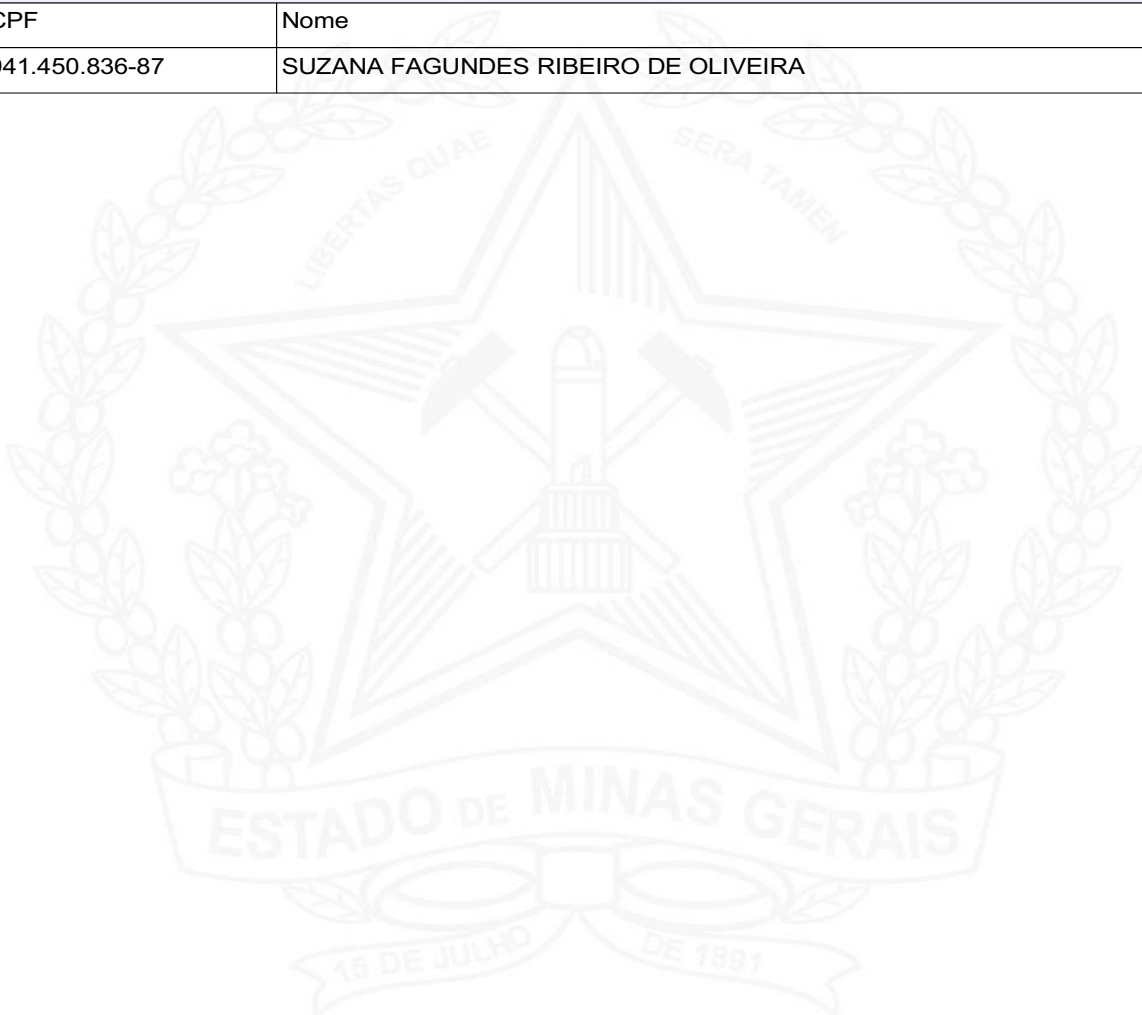 CPF Nome
041.450.836-87 SUZANA FAGUNDES RIBEIRO DE OLIVEIRA
LIBERTAS QUAE SERA TAMEN
ESTADO DE MINAS GERAIS
15 DE JULHO DE 1891